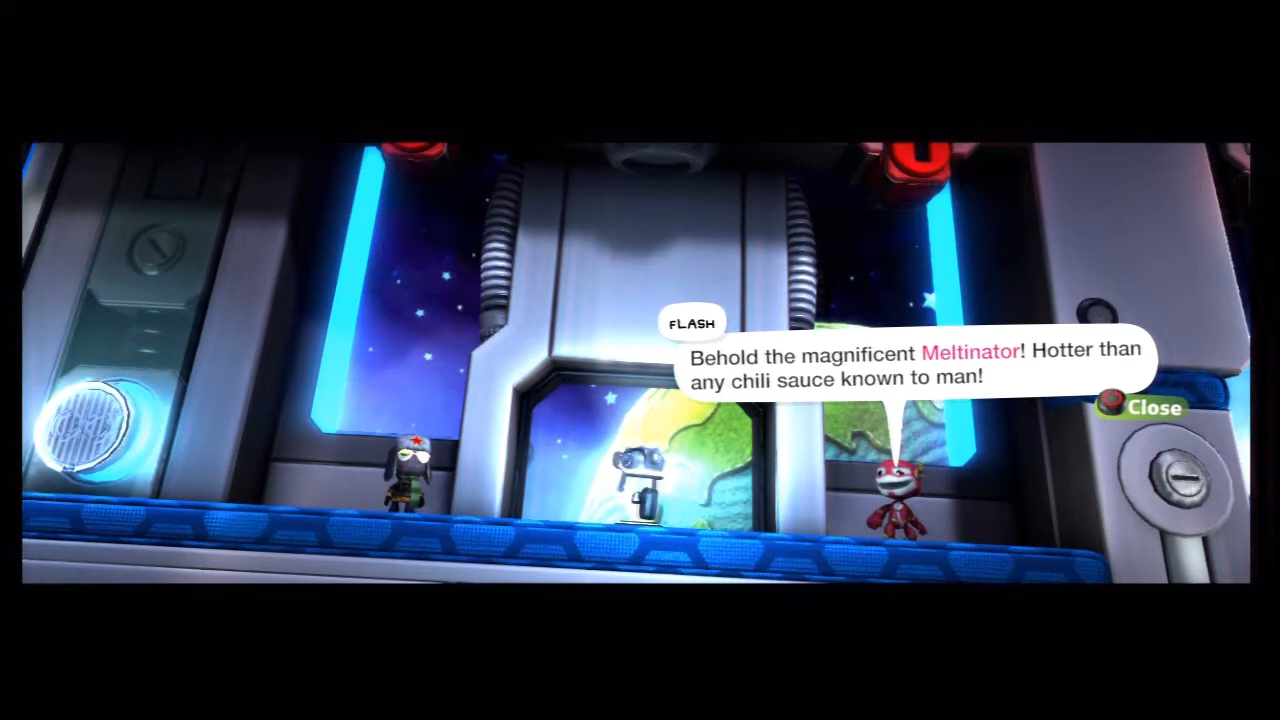 FLASH
Behold the magnificent Meltinator! Hotter than
any chili sauce known to man!
Close